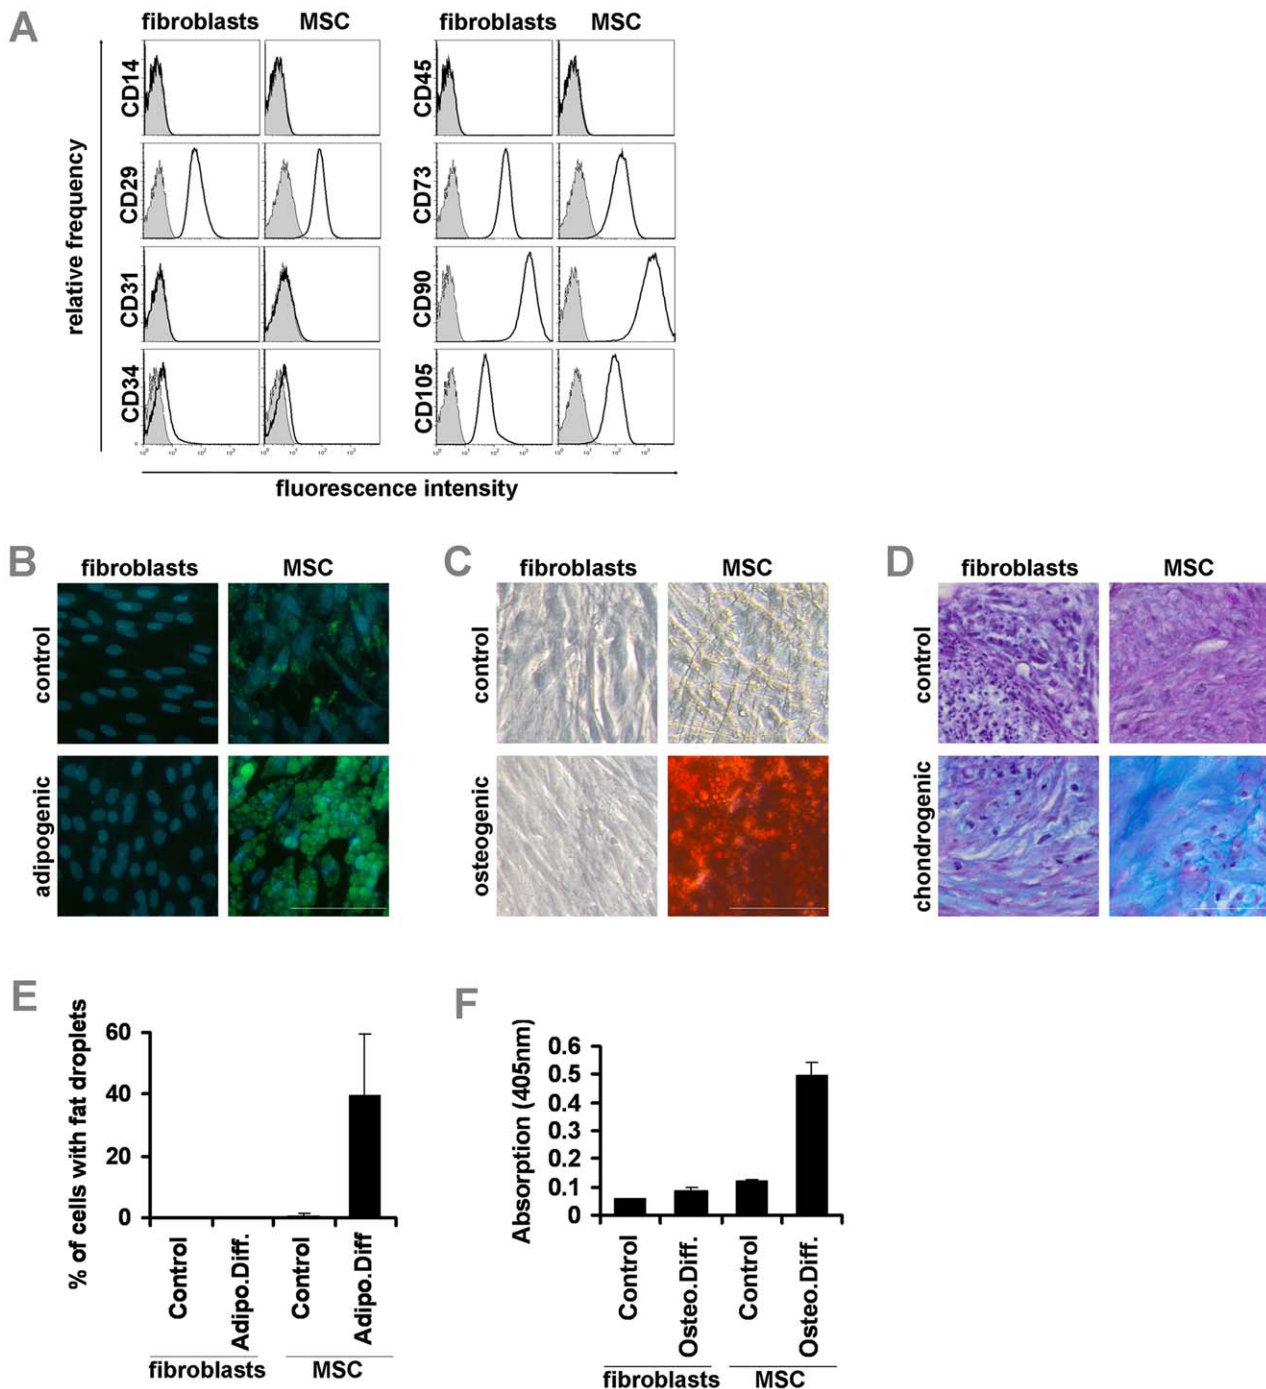 A
fibroblasts MSC fibroblasts MSC
relative frequency
CD14 CD45
CD29 CD73
CD31 CD90
CD34 CD105
fluorescence intensity
B
fibroblasts MSC
control
adipogenic
C
fibroblasts MSC
control
osteogenic
D
fibroblasts MSC
control
chondrogenic
E
% of cells with fat droplets
60
40
20
0
Control Adipo.Diff. Control Adipo.Diff
fibroblasts MSC
F
Absorption (405nm)
0.6
0.5
0.4
0.3
0.2
0.1
0
Control Osteo.Diff. Control Osteo.Diff.
fibroblasts MSC